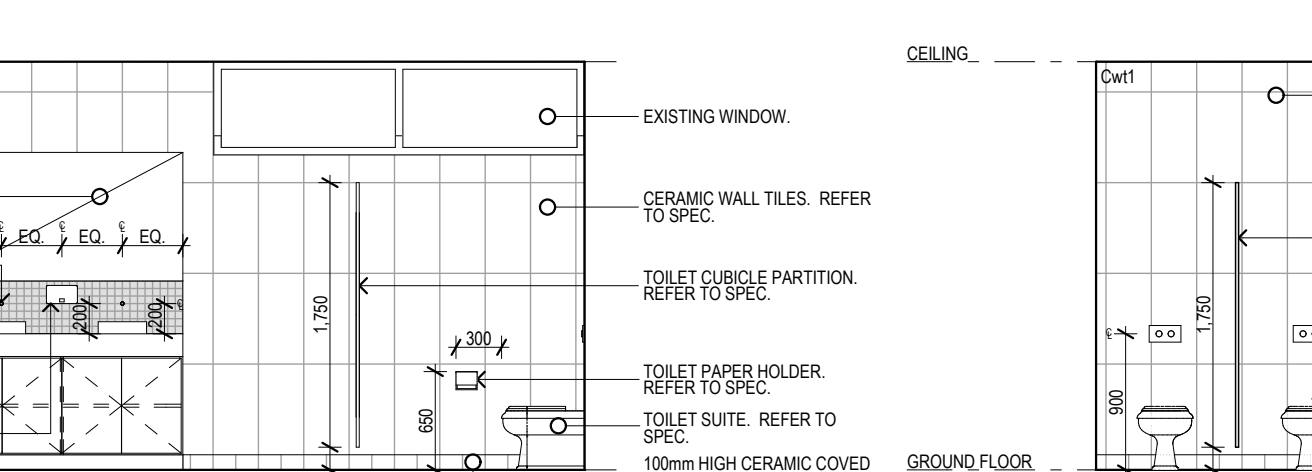 CEILING
Cwt1
EXISTING WINDOW.
CERAMIC WALL TILES. REFER
TO SPEC.
EQ.
EQ.
EQ.
TOILET CUBICLE PARTITION.
REFER TO SPEC.
200
200
1,750
300
1,750
900
TOILET PAPER HOLDER.
REFER TO SPEC.
650
TOILET SUITE. REFER TO
SPEC.
100mm HIGH CERAMIC COVED
GROUND FLOOR